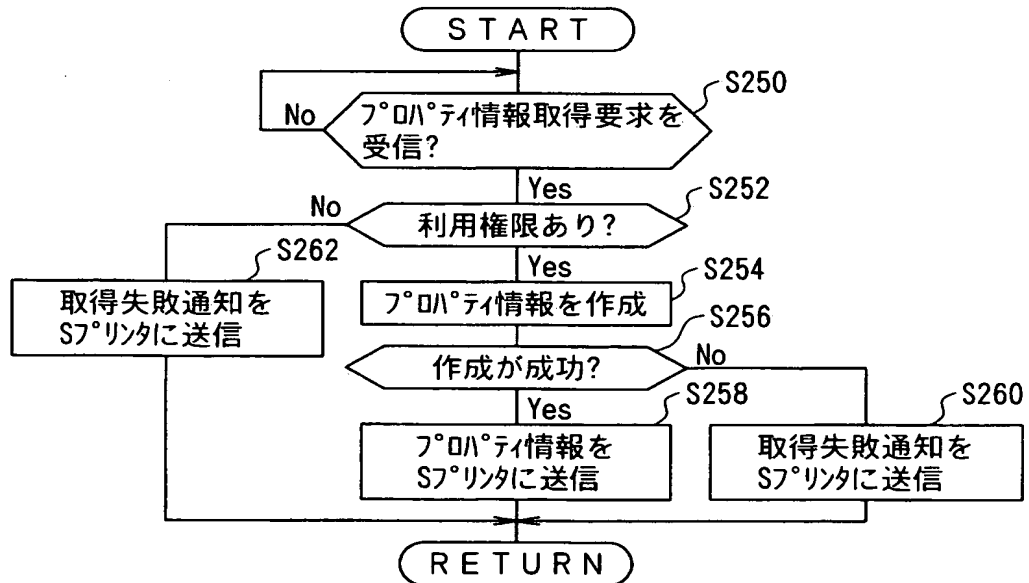 START
S250
No
ﾌﾟﾛﾊﾟﾃｨ情報取得要求を
受信?
Yes
S252
No
利用権限あり?
S262
Yes
S254
取得失敗通知を
Sﾌﾟﾘﾝﾀに送信
ﾌﾟﾛﾊﾟﾃｨ情報を作成
S256
作成が成功?
No
Yes
S258
S260
ﾌﾟﾛﾊﾟﾃｨ情報を
Sﾌﾟﾘﾝﾀに送信
取得失敗通知を
Sﾌﾟﾘﾝﾀに送信
RETURN